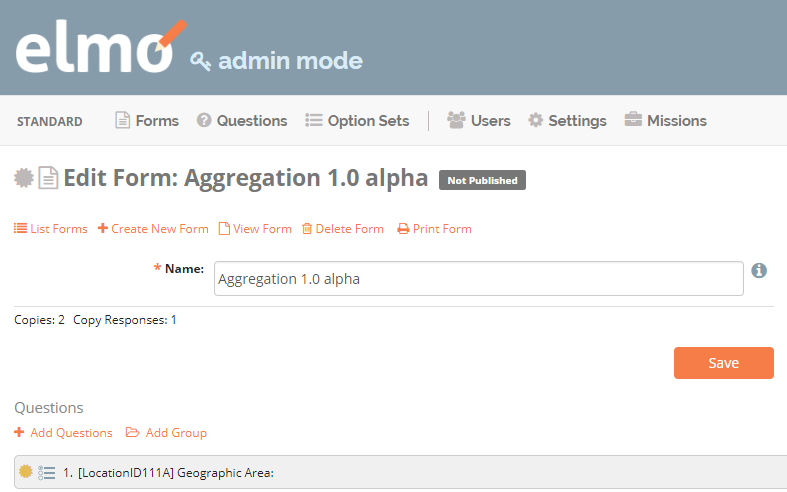 elmo
admin mode
STANDARD Forms Questions Option Sets Users Settings Missions
Edit Form: Aggregation 1.0 alpha Not Published
List Forms Create New Form View Form Delete Form Print Form
* Name: Aggregation 1.0 alpha
Copies: 2 Copy Responses: 1
Save
Questions
Add Questions Add Group
1. [LocationID111A] Geographic Area: